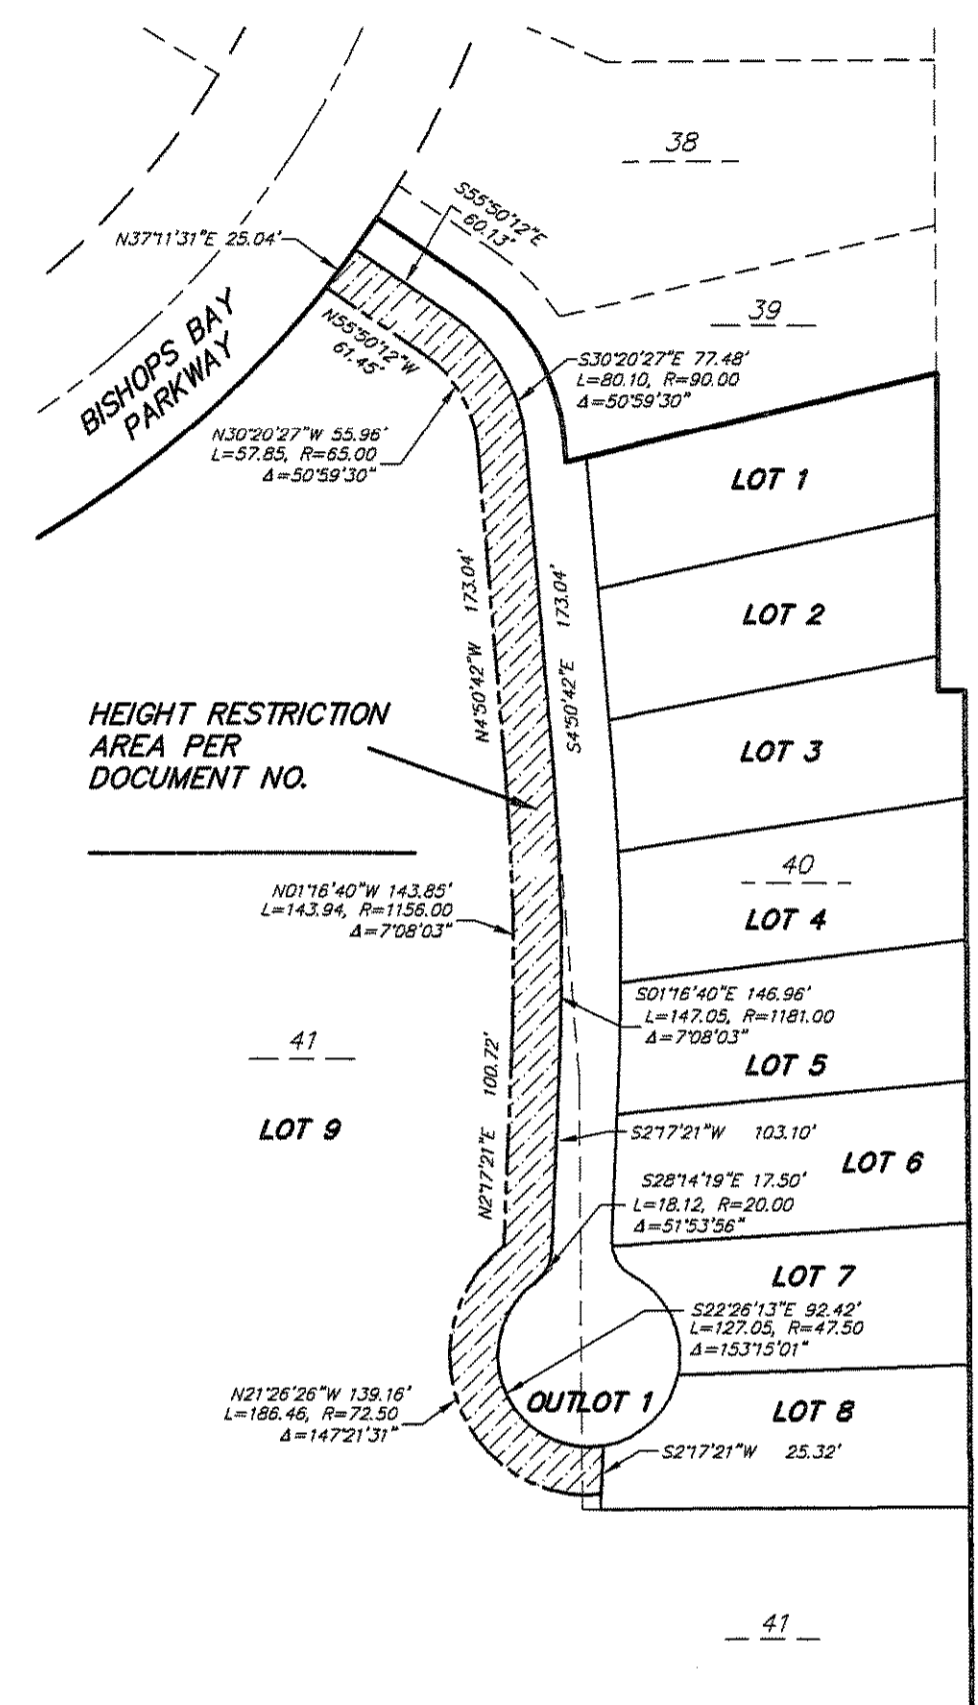 38
S55°50'12"E
60.13'
N37°11'31"E 25.04'
39
BISHOPS BAY
PARKWAY
N55°50'12"W
61.45'
S30°20'27"E 77.48'
L=80.10, R=90.00
Δ=50°59'30"
N30°20'27"W 55.96'
L=57.85, R=65.00
Δ=50°59'30"
LOT 1
N4°50'42"W 173.04'
S4°50'42"E 173.04'
LOT 2
HEIGHT RESTRICTION
AREA PER
DOCUMENT NO.
LOT 3
40
N01°16'40"W 143.85'
L=143.94, R=1156.00
Δ=7°08'03"
LOT 4
S01°16'40"E 146.96'
L=147.05, R=1181.00
Δ=7°08'03"
41
LOT 5
LOT 9
N2°17'21"E 100.72'
S2°17'21"W 103.10'
LOT 6
S28°14'19"E 17.50'
L=18.12, R=20.00
Δ=51°53'56"
LOT 7
S22°26'13"E 92.42'
L=127.05, R=47.50
Δ=153°15'01"
N21°26'26"W 139.16'
L=186.46, R=72.50
Δ=147°21'31"
OUTLOT 1
LOT 8
S2°17'21"W 25.32'
41